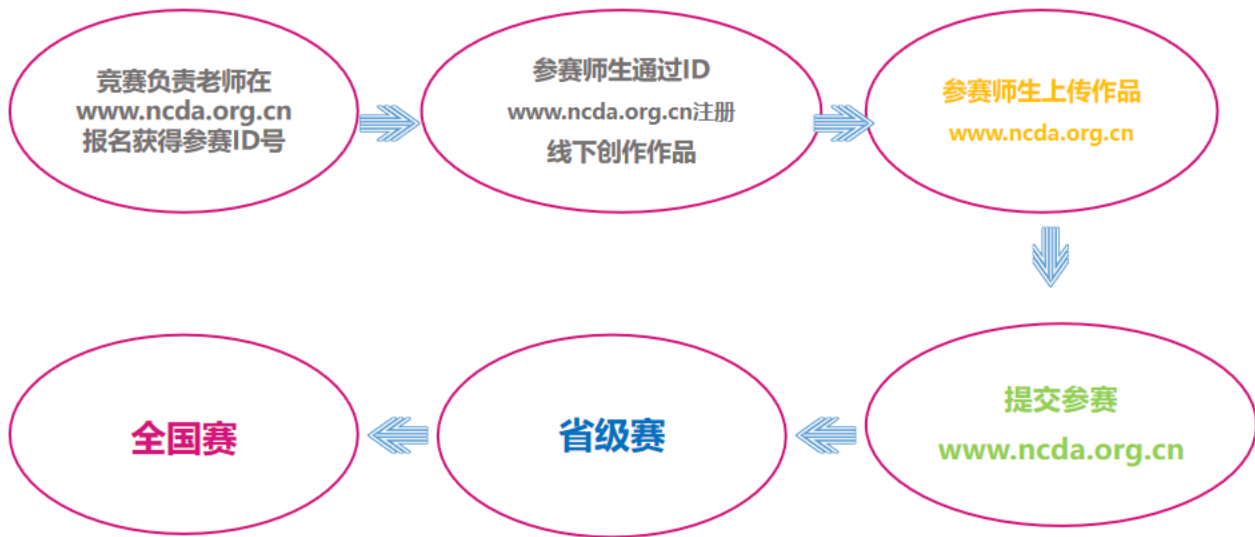 竞赛负责老师在
www.ncda.org.cn
报名获得参赛ID号
参赛师生通过ID
www.ncda.org.cn注册
线下创作作品
参赛师生上传作品
www.ncda.org.cn
提交参赛
www.ncda.org.cn
省级赛
全国赛